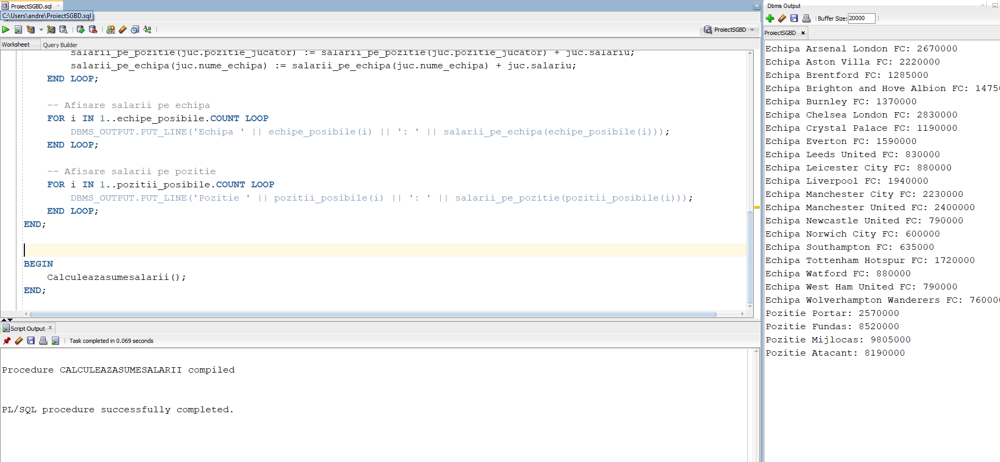 ProiectSGBD.sql
C:\Users\andre\ProiectSGBD.sql
ProiectSGBD
Worksheet Query Builder
salarii_pe_pozitie(juc.pozitie_jucator) := salarii_pe_pozitie(juc.pozitie_jucator) + juc.salariu;
salarii_pe_echipa(juc.nume_echipa) := salarii_pe_echipa(juc.nume_echipa) + juc.salariu;
END LOOP;
-- Afisare salarii pe echipa
FOR i IN 1..echipe_posibile.COUNT LOOP
DBMS_OUTPUT.PUT_LINE('Echipa ' || echipe_posibile(i) || ': ' || salarii_pe_echipa(echipe_posibile(i)));
END LOOP;
-- Afisare salarii pe pozitie
FOR i IN 1..pozitii_posibile.COUNT LOOP
DBMS_OUTPUT.PUT_LINE('Pozitie ' || pozitii_posibile(i) || ': ' || salarii_pe_pozitie(pozitii_posibile(i)));
END LOOP;
END;
BEGIN
Calculeazasumesalarii();
END;
Script Output
Task completed in 0.069 seconds
Procedure CALCULEAZASUMESALARII compiled
PL/SQL procedure successfully completed.
Dbms Output
Buffer Size: 20000
ProiectSGBD
Echipa Arsenal London FC: 2670000
Echipa Aston Villa FC: 2220000
Echipa Brentford FC: 1285000
Echipa Brighton and Hove Albion FC: 1475
Echipa Burnley FC: 1370000
Echipa Chelsea London FC: 2830000
Echipa Crystal Palace FC: 1190000
Echipa Everton FC: 1590000
Echipa Leeds United FC: 830000
Echipa Leicester City FC: 880000
Echipa Liverpool FC: 1940000
Echipa Manchester City FC: 2230000
Echipa Manchester United FC: 2400000
Echipa Newcastle United FC: 790000
Echipa Norwich City FC: 600000
Echipa Southampton FC: 635000
Echipa Tottenham Hotspur FC: 1720000
Echipa Watford FC: 880000
Echipa West Ham United FC: 790000
Echipa Wolverhampton Wanderers FC: 76000
Pozitie Portar: 2570000
Pozitie Fundas: 8520000
Pozitie Mijlocas: 9805000
Pozitie Atacant: 8190000